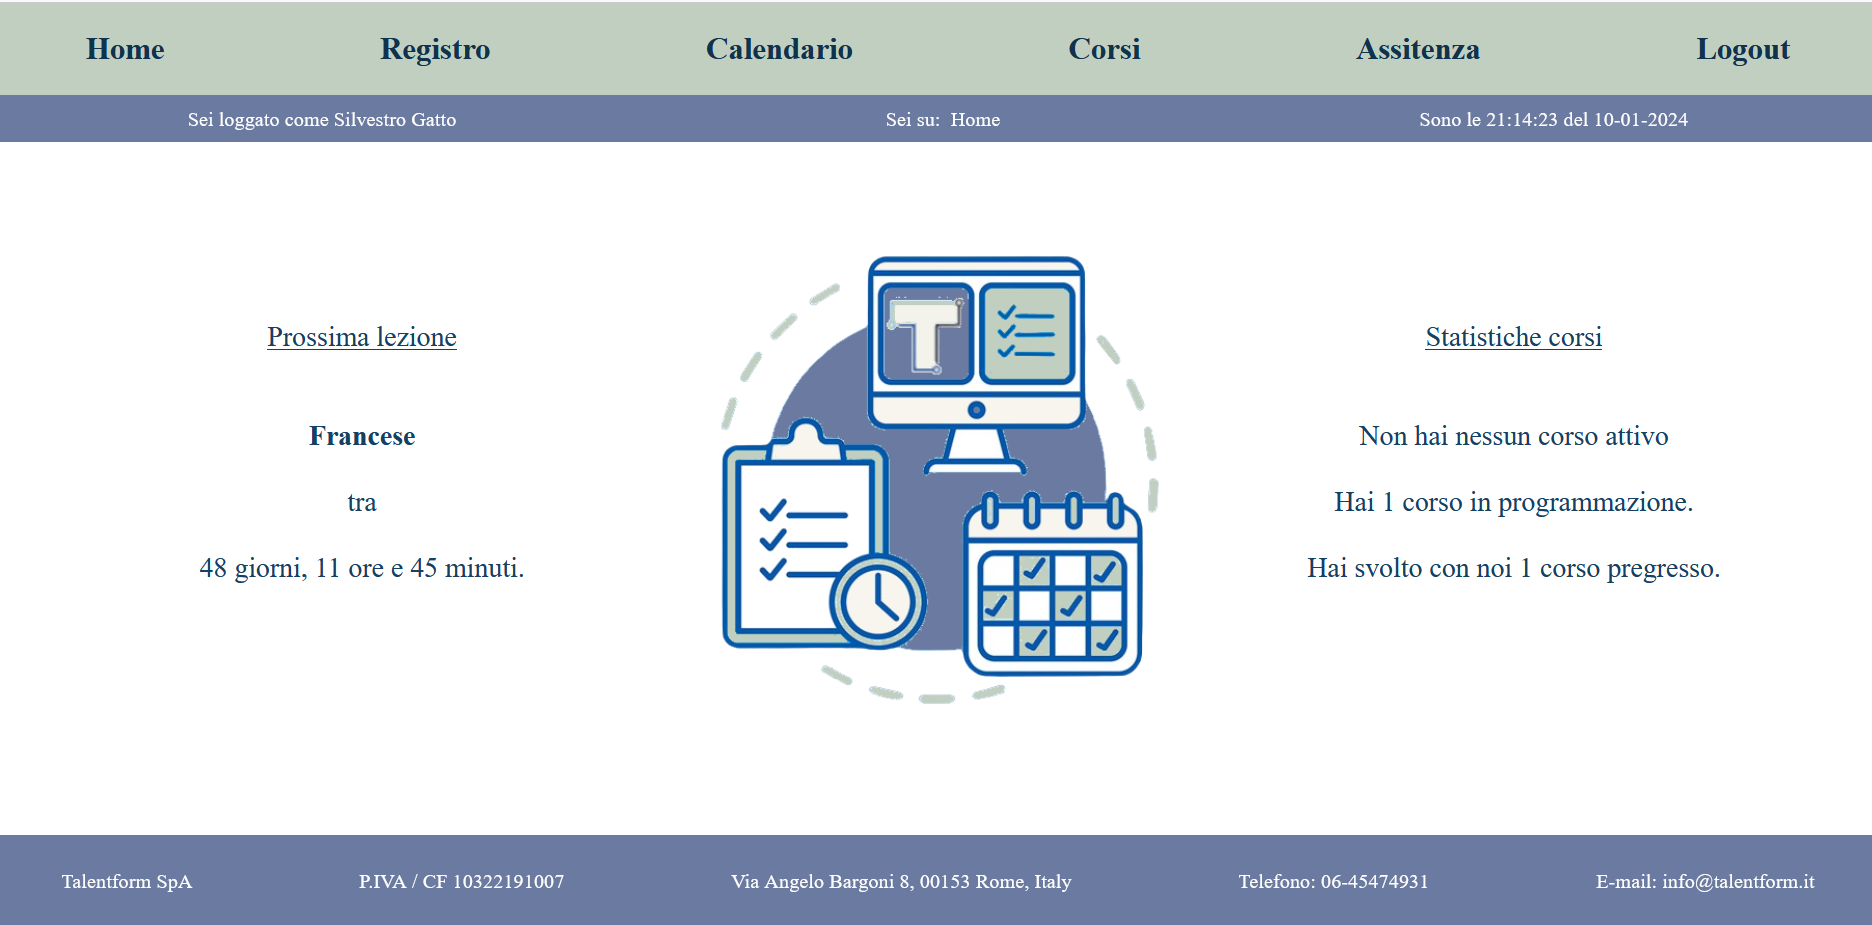 Home Registro Calendario Corsi Assitenza Logout
Sei loggato come Silvestro Gatto Sei su: Home Sono le 21:14:23 del 10-01-2024
Prossima lezione
Francese
tra
48 giorni, 11 ore e 45 minuti.
T
Statistiche corsi
Non hai nessun corso attivo
Hai 1 corso in programmazione.
Hai svolto con noi 1 corso pregresso.
Talentform SpA P.IVA / CF 10322191007 Via Angelo Bargoni 8, 00153 Rome, Italy Telefono: 06-45474931 E-mail: info@talentform.it